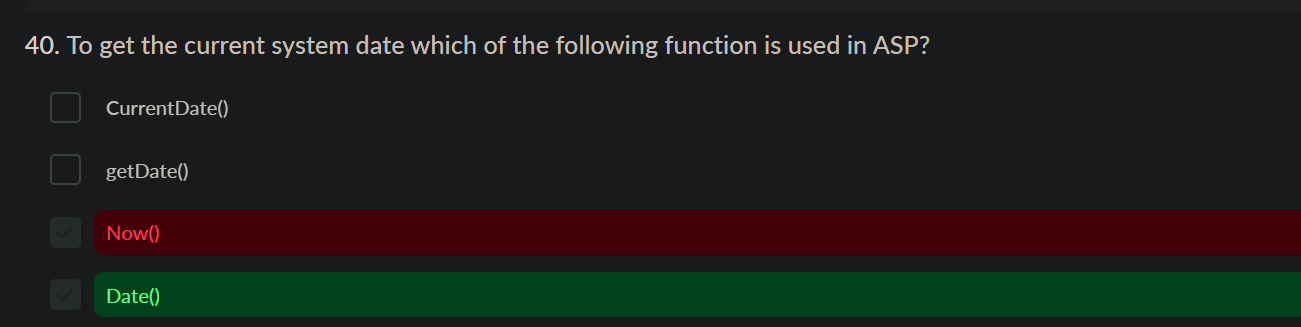 40. To get the current system date which of the following function is used in ASP?
CurrentDate()
getDate()
Now()
Date()